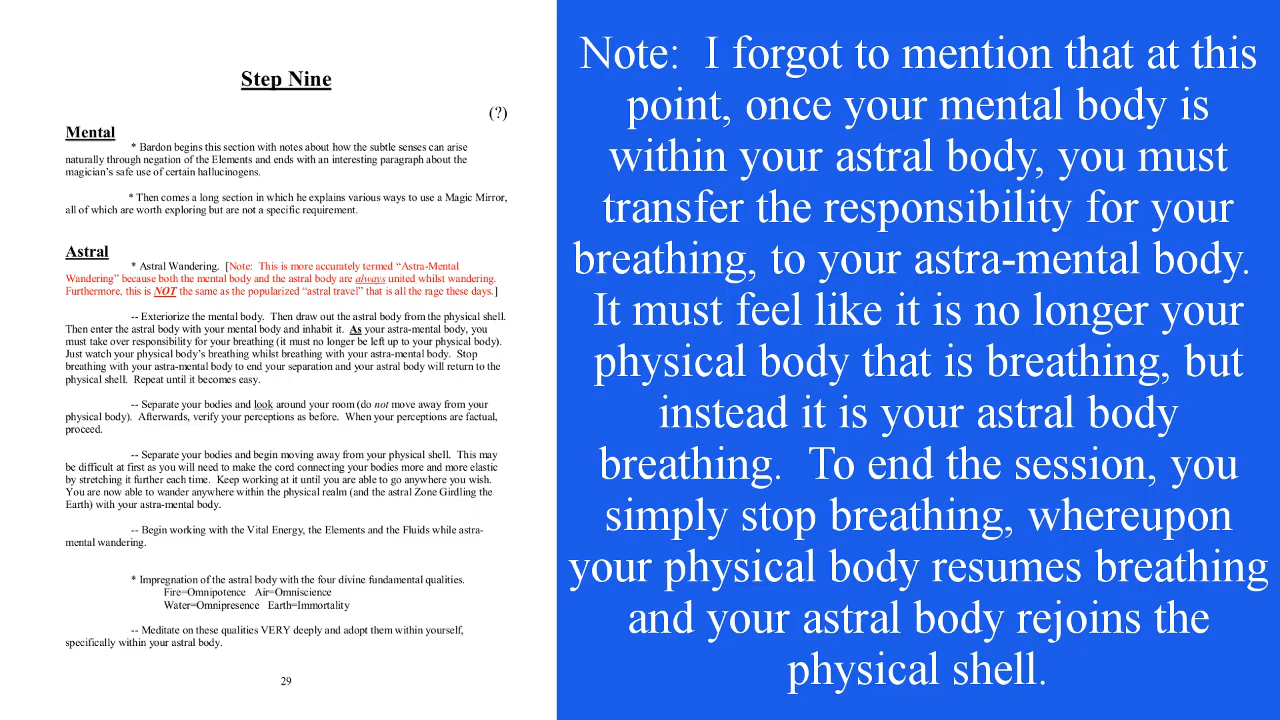 Step Nine
(?)
Mental
* Bardon begins this section with notes about how the subtle senses can arise
naturally through negation of the Elements and ends with an interesting paragraph about the
magician's safe use of certain hallucinogens.
* Then comes a long section in which he explains various ways to use a Magic Mirror,
all of which are worth exploring but are not a specific requirement.
Astral
* Astral Wandering. [Note: This is more accurately termed “Astra-Mental
Wandering” because both the mental body and the astral body are always united whilst wandering.
Furthermore, this is NOT the same as the popularized “astral travel” that is all the rage these days.]
-- Exteriorize the mental body. Then draw out the astral body from the physical shell.
Then enter the astral body with your mental body and inhabit it. As your astra-mental body, you
must take over responsibility for your breathing (it must no longer be left up to your physical body).
Just watch your physical body's breathing whilst breathing with your astra-mental body. Stop
breathing with your astra-mental body to end your separation and your astral body will return to the
physical shell. Repeat until it becomes easy.
-- Separate your bodies and look around your room (do not move away from your
physical body). Afterwards, verify your perceptions as before. When your perceptions are factual,
proceed.
-- Separate your bodies and begin moving away from your physical shell. This may
be difficult at first as you will need to make the cord connecting your bodies more and more elastic
by stretching it further each time. Keep working at it until you are able to go anywhere you wish.
You are now able to wander anywhere within the physical realm (and the astral Zone Girdling the
Earth) with your astra-mental body.
-- Begin working with the Vital Energy, the Elements and the Fluids while astra-
mental wandering.
* Impregnation of the astral body with the four divine fundamental qualities.
Fire=Omnipotence Air=Omniscience
Water=Omnipresence Earth=Immortality
-- Meditate on these qualities VERY deeply and adopt them within yourself,
specifically within your astral body.
29
Note: I forgot to mention that at this
point, once your mental body is
within your astral body, you must
transfer the responsibility for your
breathing, to your astra-mental body.
It must feel like it is no longer your
physical body that is breathing, but
instead it is your astral body
breathing. To end the session, you
simply stop breathing, whereupon
your physical body resumes breathing
and your astral body rejoins the
physical shell.